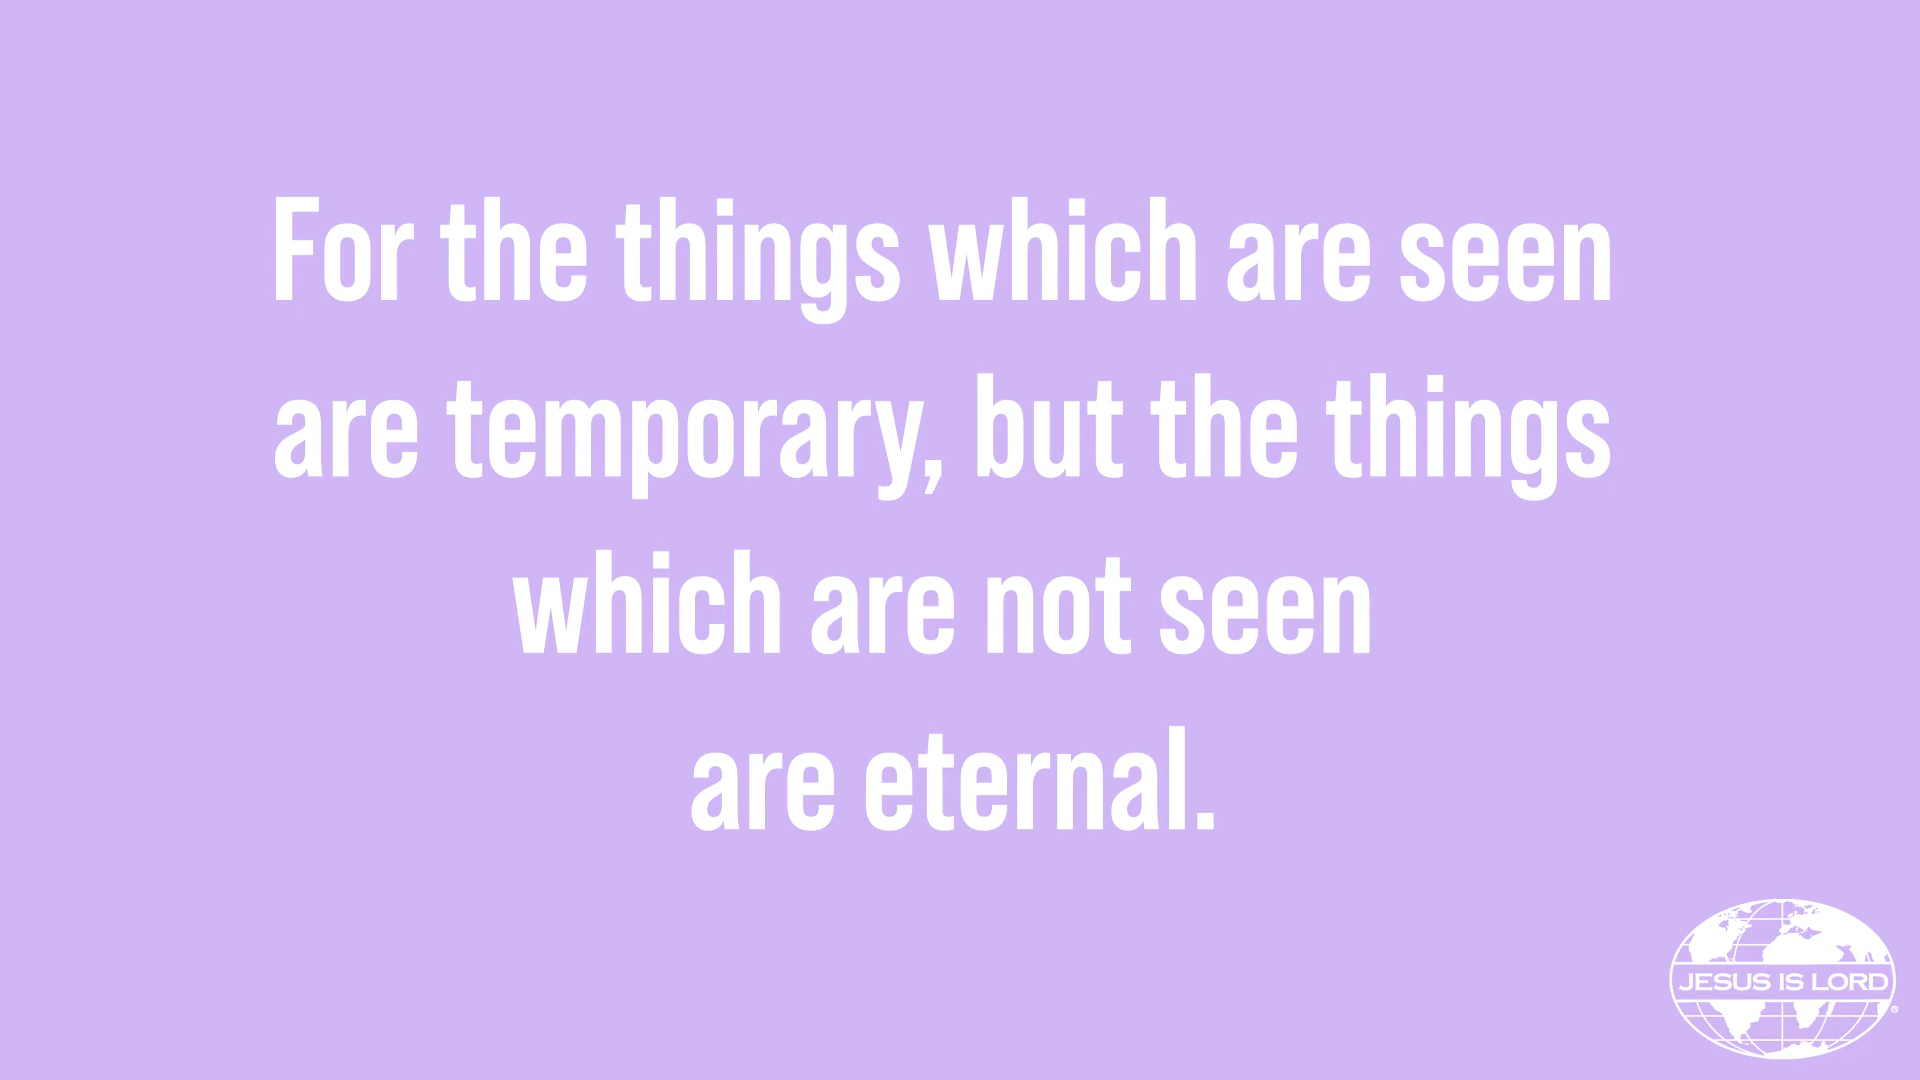 For the things which are seen
are temporary, but the things
which are not seen
are eternal.
JESUS IS LORD
®